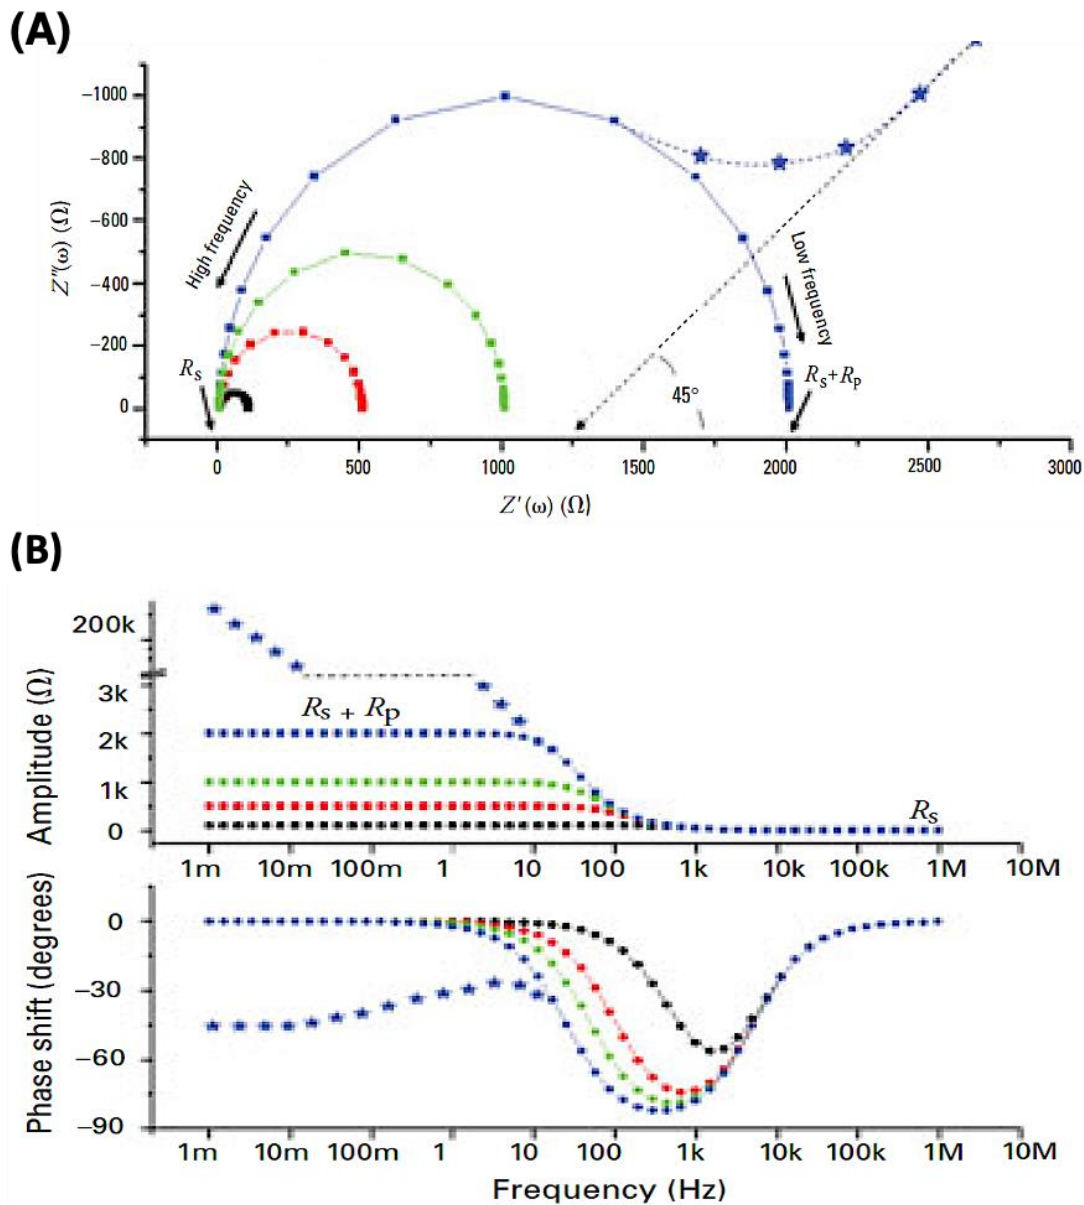 (A)
−1000
−800
−600
−400
−200
0
Z″(ω) (Ω)
High frequency
Low frequency
Rs
Rs+Rp
45°
0 500 1000 1500 2000 2500 3000
Z′(ω) (Ω)
(B)
200k
3k
2k
1k
0
Amplitude (Ω)
Rs + Rp
Rs
1m 10m 100m 1 10 100 1k 10k 100k 1M 10M
0
−30
−60
−90
Phase shift (degrees)
1m 10m 100m 1 10 100 1k 10k 100k 1M 10M
Frequency (Hz)